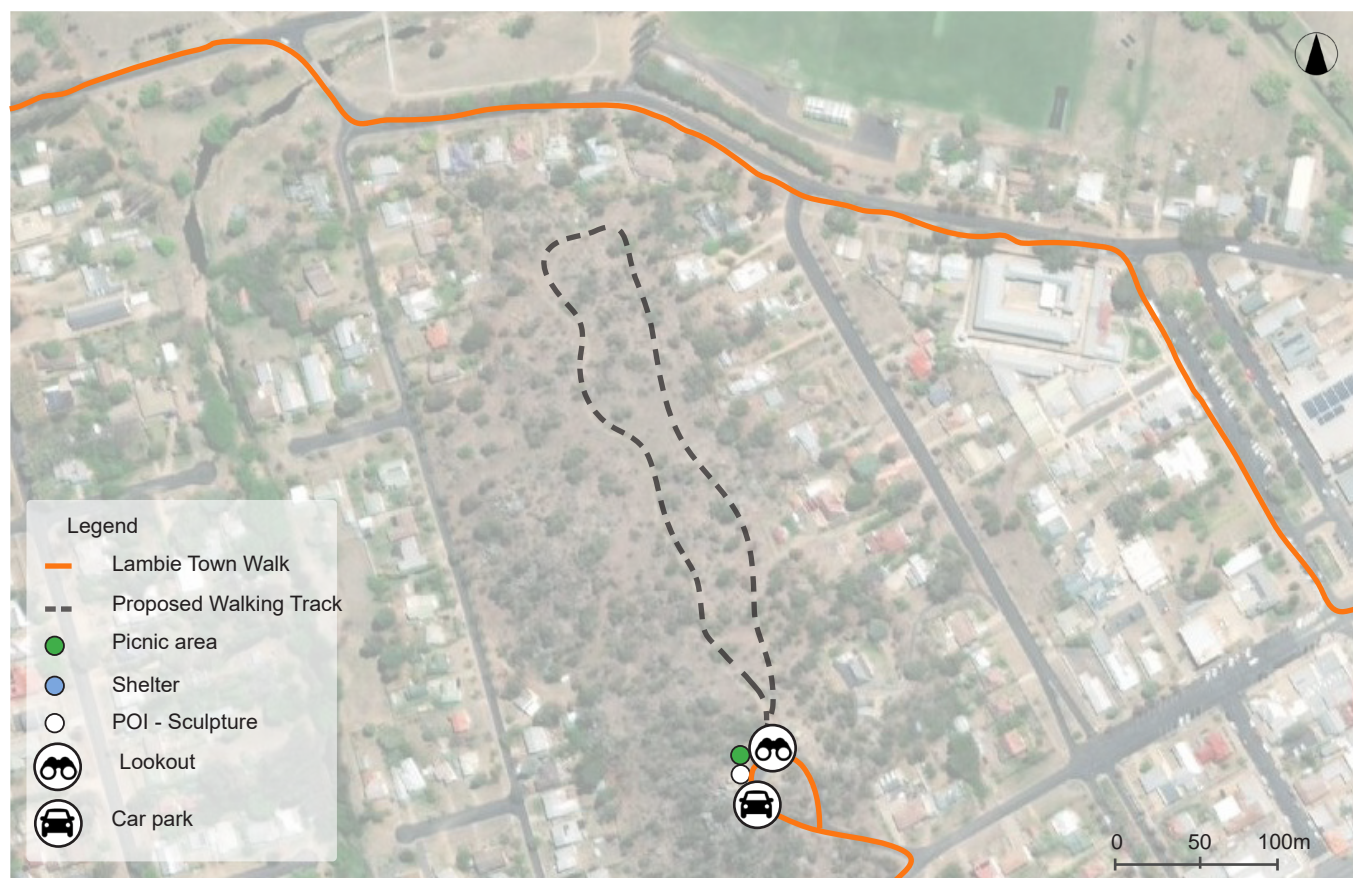 Legend
Lambie Town Walk
Proposed Walking Track
Picnic area
Shelter
POI - Sculpture
Lookout
Car park
0 50 100m